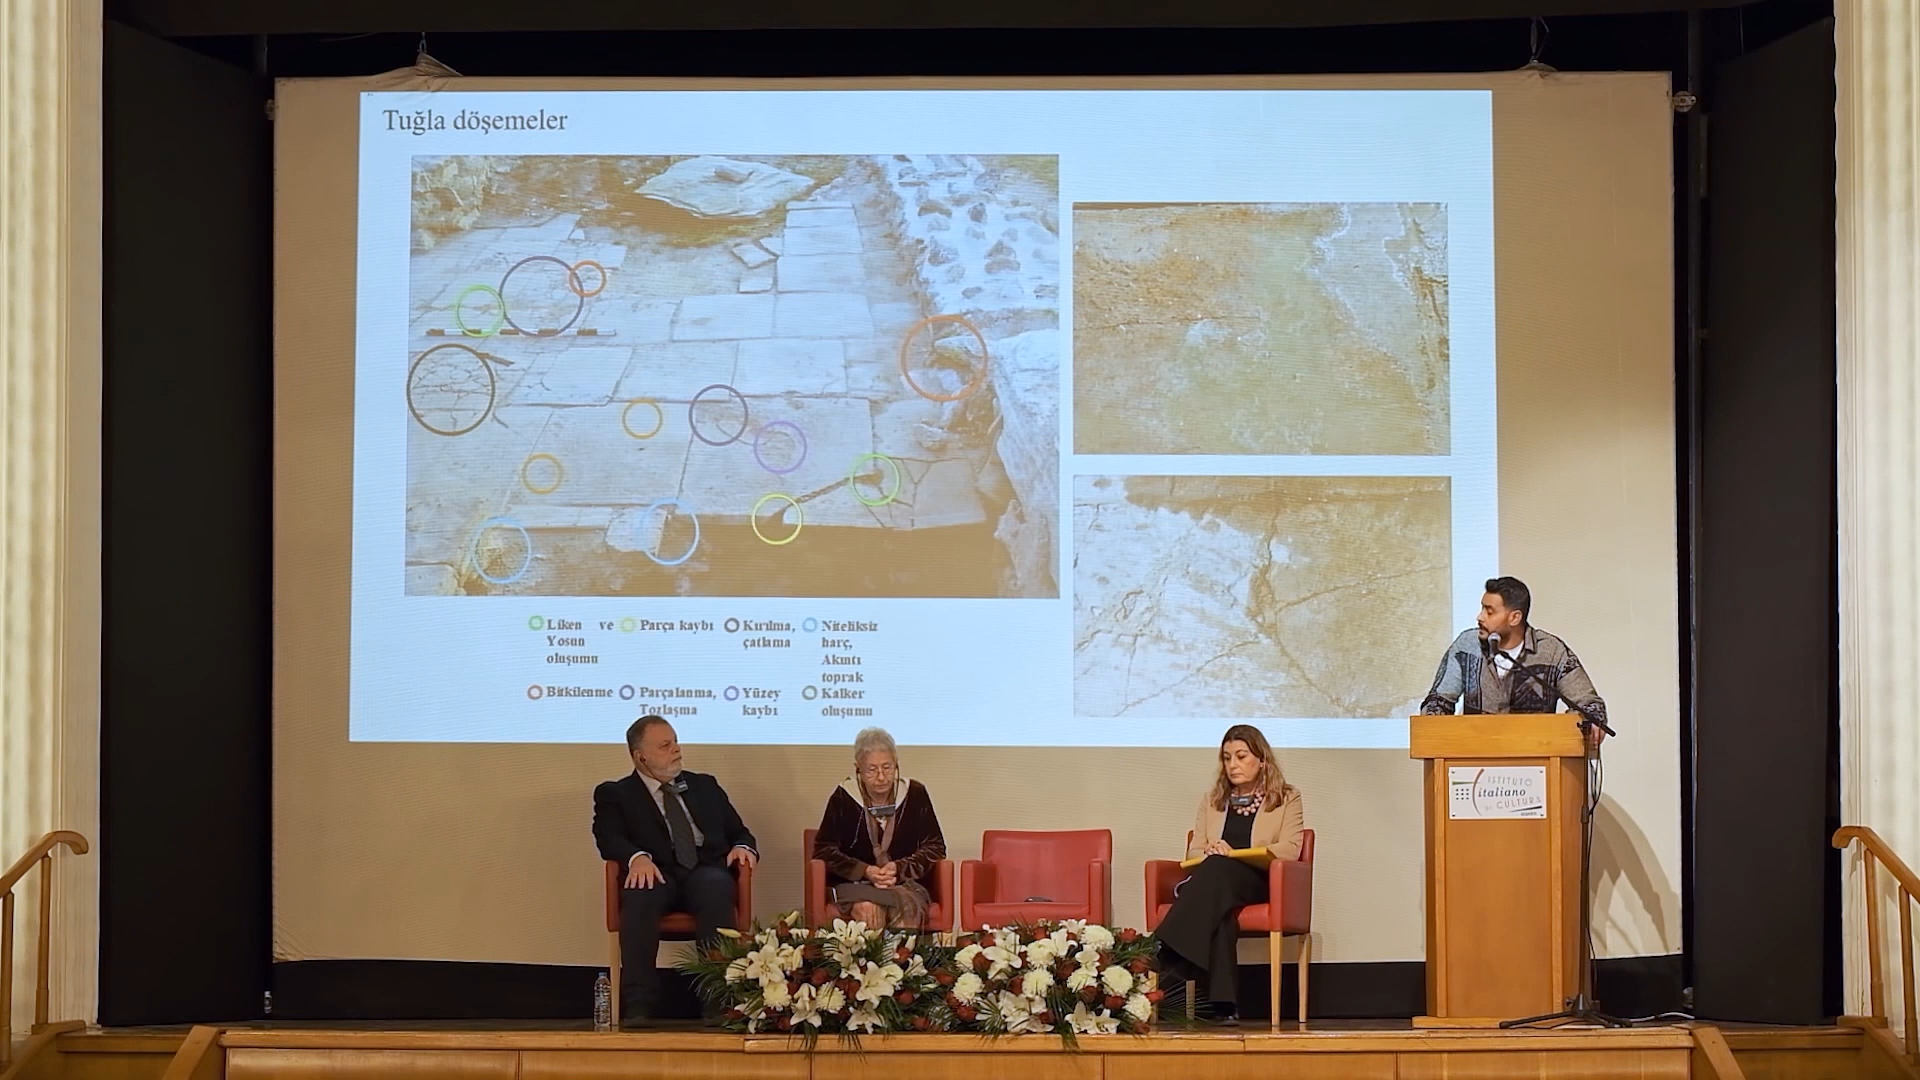 Tuğla döşemeler
Liken ve
Yosun
oluşumu
Parça kaybı
Kırılma,
çatlama
Niteliksiz
harç,
Akıntı
toprak
Bitkilenme
Parçalanma,
Tozlaşma
Yüzey
kaybı
Kalker
oluşumu
ISTITUTO
italiano
DI CULTURA